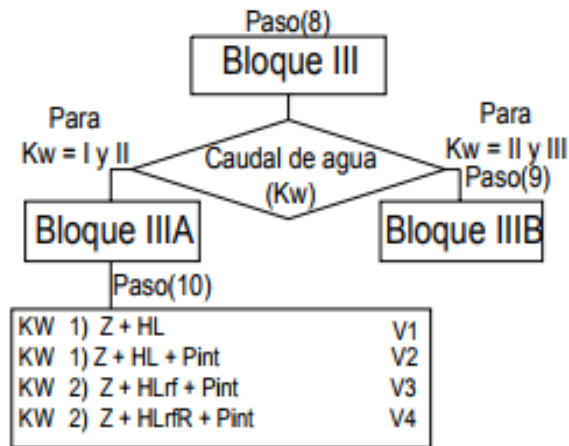 Paso(8)
Bloque III
Para
Kw = I y II
Caudal de agua
(Kw)
Para
Kw = II y III
Paso(9)
Bloque IIIA
Bloque IIIB
Paso(10)
KW 1) Z + HL V1
KW 1) Z + HL + Pint V2
KW 2) Z + HLrf + Pint V3
KW 2) Z + HLrfR + Pint V4